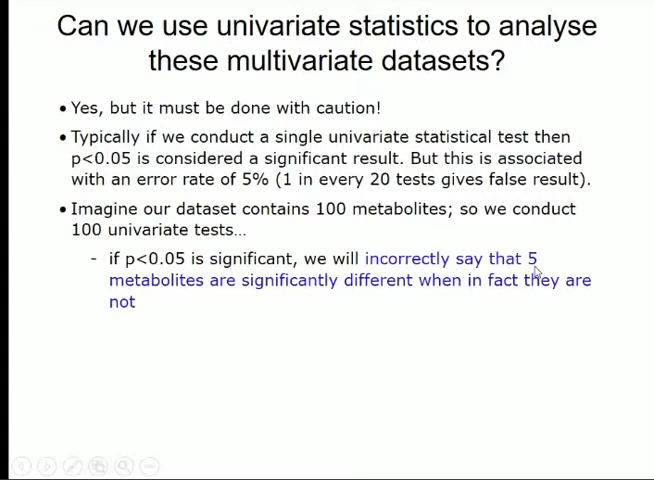 Can we use univariate statistics to analyse
these multivariate datasets?
• Yes, but it must be done with caution!
• Typically if we conduct a single univariate statistical test then
p<0.05 is considered a significant result. But this is associated
with an error rate of 5% (1 in every 20 tests gives false result).
• Imagine our dataset contains 100 metabolites; so we conduct
100 univariate tests…
- if p<0.05 is significant, we will incorrectly say that 5
metabolites are significantly different when in fact they are
not